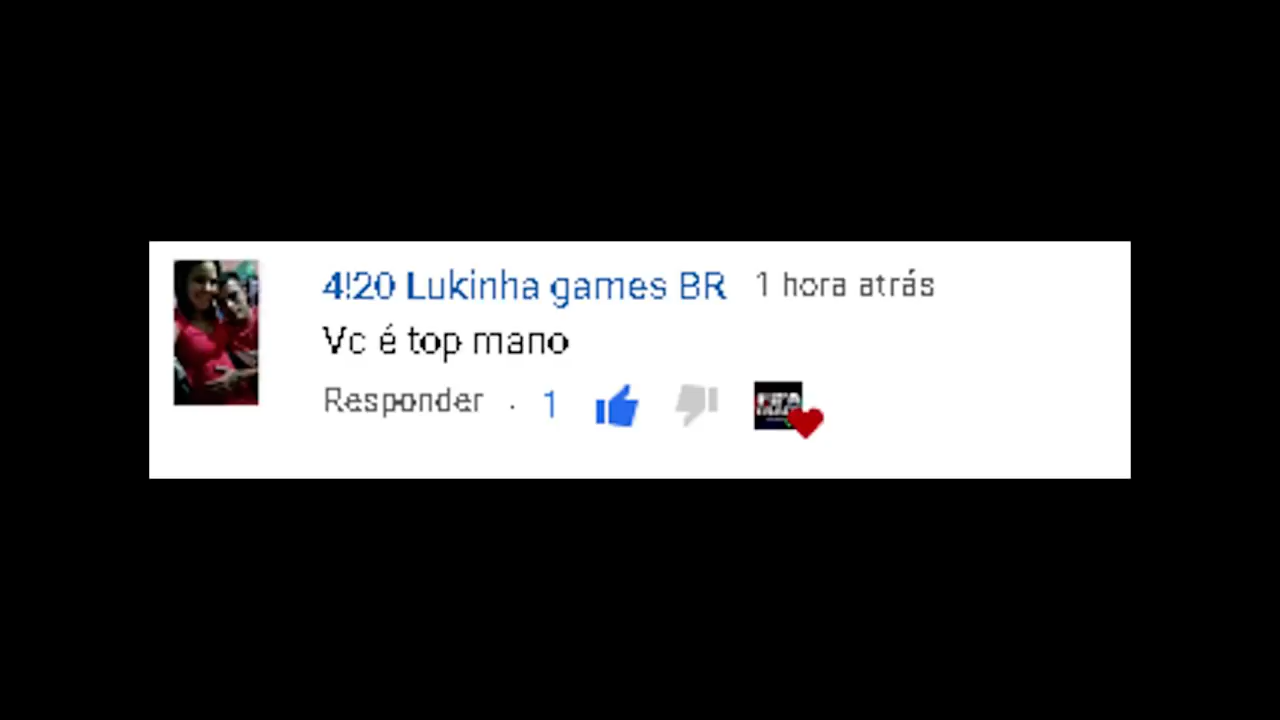 4!20 Lukinha games BR 1 hora atrás
Vc é top mano
Responder . 1